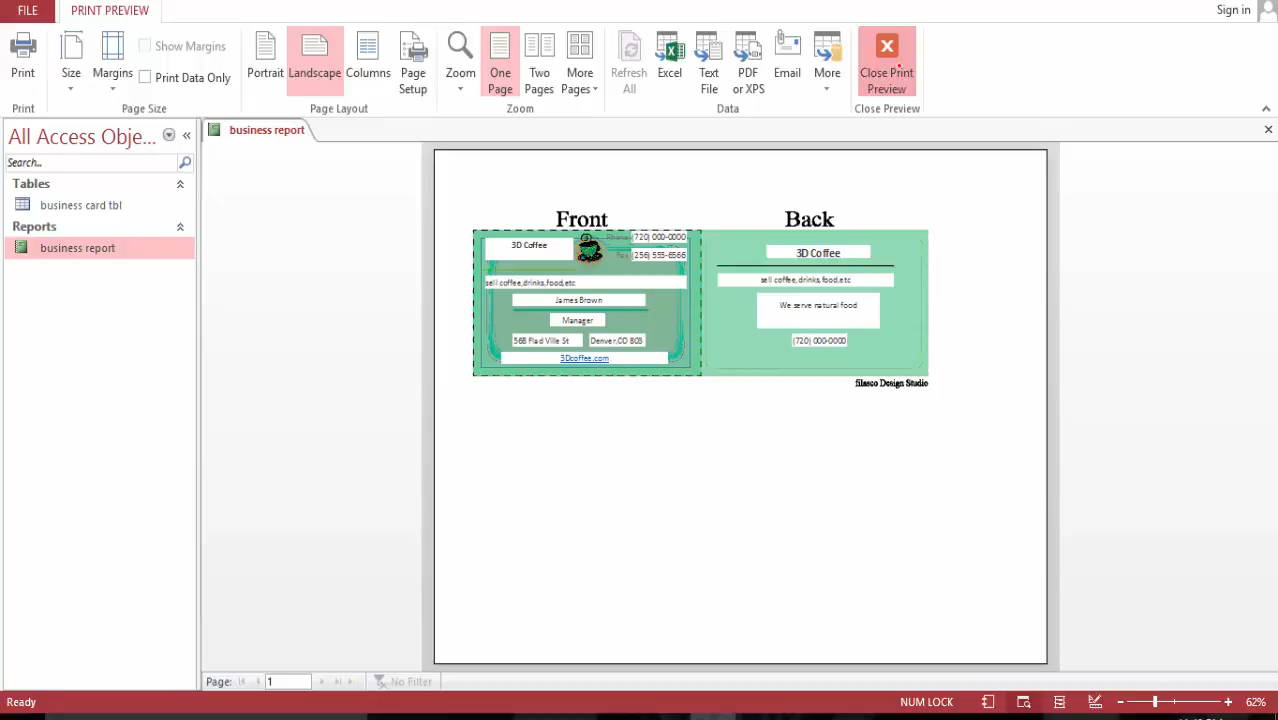 FILE PRINT PREVIEW Sign in
Print Size Margins Show Margins Print Data Only Portrait Landscape Columns Page Setup Zoom One Page Two Pages More Pages Refresh All Excel Text File PDF or XPS Email More Close Print Preview
Print Page Size Page Layout Zoom Data Close Preview
All Access Obje...
business report
Search...
Tables
business card tbl
Reports
business report
Front Back
3D Coffee
Phone (720) 000-0000
Fax (256) 555-6566
sell coffee,drinks,food,etc
James Brown
Manager
568 Flad Ville St Denver,CO 803
3Dcoffee.com
3D Coffee
sell coffee,drinks,food,etc
We serve natural food
(720) 000-0000
filasco Design Studio
Page: 1 No Filter
Ready NUM LOCK 62%